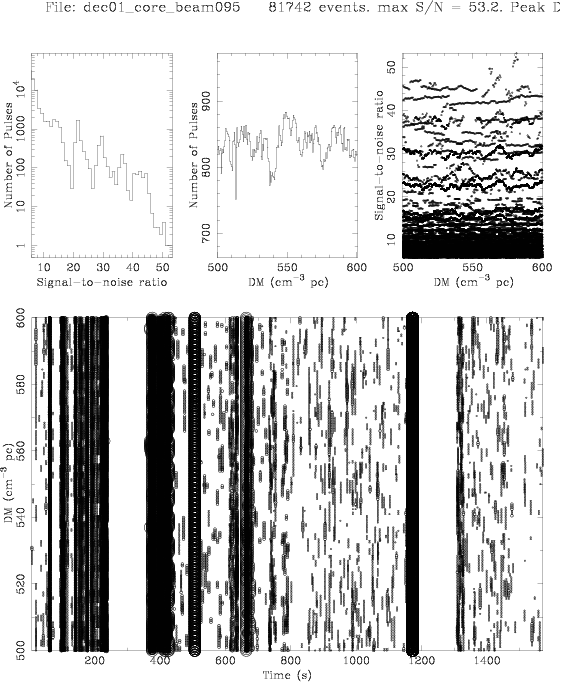 File: dec01_core_beam095 81742 events. max S/N = 53.2. Peak D
Number of Pulses
1 10 100 1000 10^4
10 20 30 40 50
Signal-to-noise ratio
Number of Pulses
700 800 900
500 550 600
DM (cm^-3 pc)
Signal-to-noise ratio
10 20 30 40 50
500 550 600
DM (cm^-3 pc)
DM (cm^-3 pc)
500 520 540 560 580 600
200 400 600 800 1000 1200 1400
Time (s)